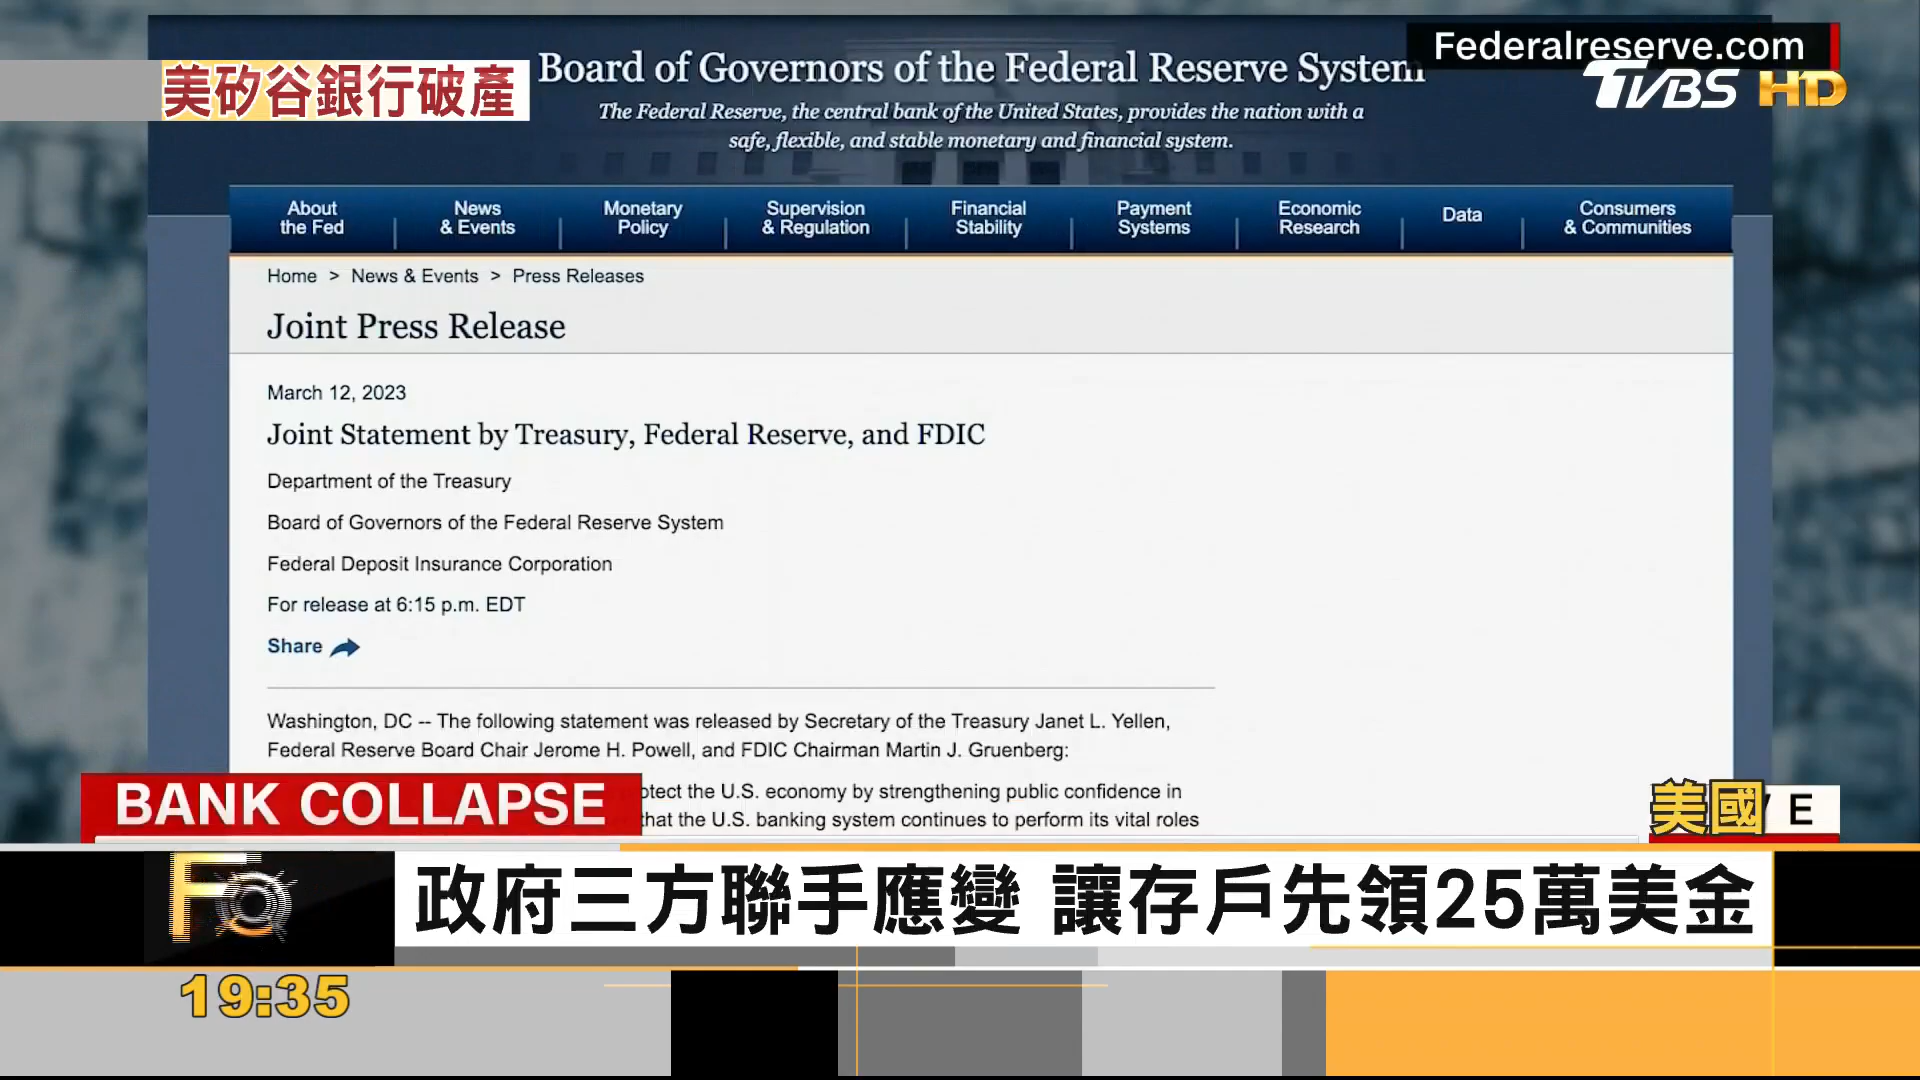 Federalreserve.com
TVBS HD
美矽谷銀行破產
Board of Governors of the Federal Reserve System
The Federal Reserve, the central bank of the United States, provides the nation with a
safe, flexible, and stable monetary and financial system.
About
the Fed
News
& Events
Monetary
Policy
Supervision
& Regulation
Financial
Stability
Payment
Systems
Economic
Research
Data
Consumers
& Communities
Home > News & Events > Press Releases
Joint Press Release
March 12, 2023
Joint Statement by Treasury, Federal Reserve, and FDIC
Department of the Treasury
Board of Governors of the Federal Reserve System
Federal Deposit Insurance Corporation
For release at 6:15 p.m. EDT
Share
Washington, DC -- The following statement was released by Secretary of the Treasury Janet L. Yellen,
Federal Reserve Board Chair Jerome H. Powell, and FDIC Chairman Martin J. Gruenberg:
the U.S. economy by strengthening public confidence in
that the U.S. banking system continues to perform its vital roles
BANK COLLAPSE
美國
政府三方聯手應變 讓存戶先領25萬美金
19:35